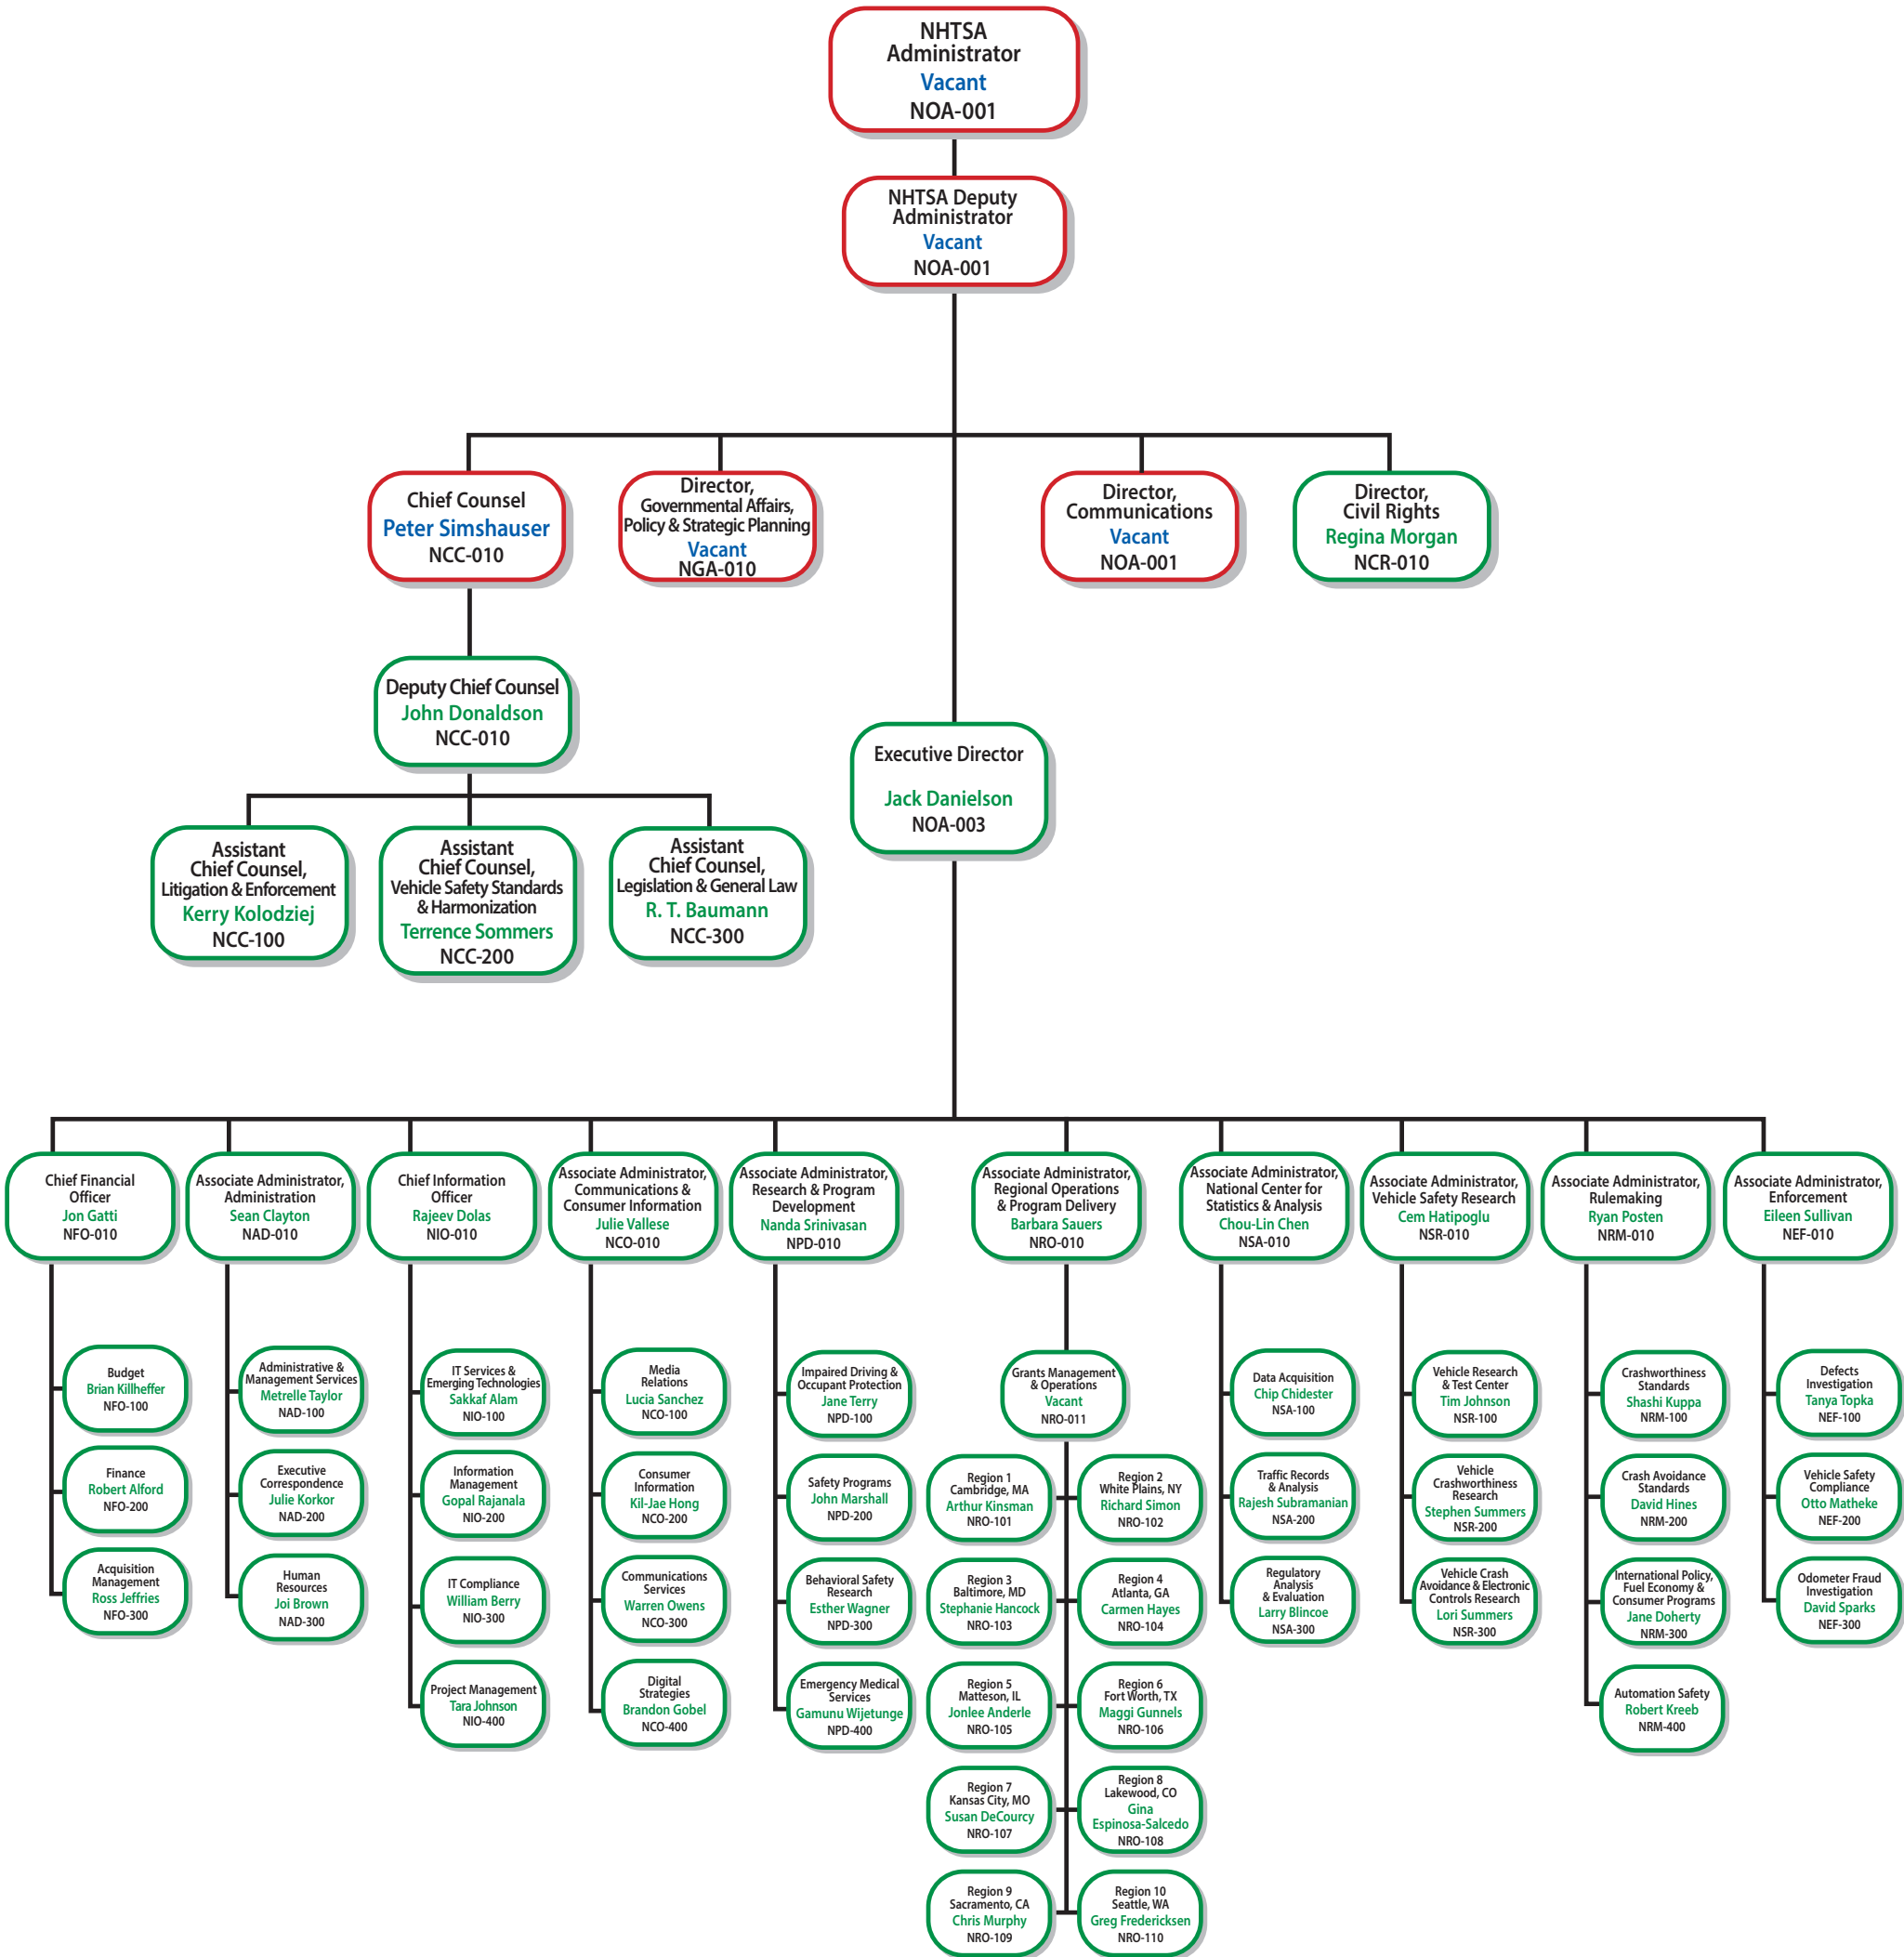 NHTSA
Administrator
Vacant
NOA-001
NHTSA Deputy
Administrator
Vacant
NOA-001
Chief Counsel
Peter Simshauser
NCC-010
Director,
Governmental Affairs,
Policy & Strategic Planning
Vacant
NGA-010
Director,
Communications
Vacant
NOA-001
Director,
Civil Rights
Regina Morgan
NCR-010
Deputy Chief Counsel
John Donaldson
NCC-010
Executive Director
Jack Danielson
NOA-003
Assistant
Chief Counsel,
Litigation & Enforcement
Kerry Kolodziej
NCC-100
Assistant
Chief Counsel,
Vehicle Safety Standards
& Harmonization
Terrence Sommers
NCC-200
Assistant
Chief Counsel,
Legislation & General Law
R. T. Baumann
NCC-300
Chief Financial
Officer
Jon Gatti
NFO-010
Associate Administrator,
Administration
Sean Clayton
NAD-010
Chief Information
Officer
Rajeev Dolas
NIO-010
Associate Administrator,
Communications &
Consumer Information
Julie Vallese
NCO-010
Associate Administrator,
Research & Program
Development
Nanda Srinivasan
NPD-010
Associate Administrator,
Regional Operations
& Program Delivery
Barbara Sauers
NRO-010
Associate Administrator,
National Center for
Statistics & Analysis
Chou-Lin Chen
NSA-010
Associate Administrator,
Vehicle Safety Research
Cem Hatipoglu
NSR-010
Associate Administrator,
Rulemaking
Ryan Posten
NRM-010
Associate Administrator,
Enforcement
Eileen Sullivan
NEF-010
Budget
Brian Killheffer
NFO-100
Finance
Robert Alford
NFO-200
Acquisition
Management
Ross Jeffries
NFO-300
Administrative &
Management Services
Metrelle Taylor
NAD-100
Executive
Correspondence
Julie Korkor
NAD-200
Human
Resources
Joi Brown
NAD-300
IT Services &
Emerging Technologies
Sakkaf Alam
NIO-100
Information
Management
Gopal Rajanala
NIO-200
IT Compliance
William Berry
NIO-300
Project Management
Tara Johnson
NIO-400
Media
Relations
Lucia Sanchez
NCO-100
Consumer
Information
Kil-Jae Hong
NCO-200
Communications
Services
Warren Owens
NCO-300
Digital
Strategies
Brandon Gobel
NCO-400
Impaired Driving &
Occupant Protection
Jane Terry
NPD-100
Safety Programs
John Marshall
NPD-200
Behavioral Safety
Research
Esther Wagner
NPD-300
Emergency Medical
Services
Gamunu Wijetunge
NPD-400
Grants Management
& Operations
Vacant
NRO-011
Region 1
Cambridge, MA
Arthur Kinsman
NRO-101
Region 2
White Plains, NY
Richard Simon
NRO-102
Region 3
Baltimore, MD
Stephanie Hancock
NRO-103
Region 4
Atlanta, GA
Carmen Hayes
NRO-104
Region 5
Matteson, IL
Jonlee Anderle
NRO-105
Region 6
Fort Worth, TX
Maggi Gunnels
NRO-106
Region 7
Kansas City, MO
Susan DeCourcy
NRO-107
Region 8
Lakewood, CO
Gina
Espinosa-Salcedo
NRO-108
Region 9
Sacramento, CA
Chris Murphy
NRO-109
Region 10
Seattle, WA
Greg Fredericksen
NRO-110
Data Acquisition
Chip Chidester
NSA-100
Traffic Records
& Analysis
Rajesh Subramanian
NSA-200
Regulatory
Analysis
& Evaluation
Larry Blincoe
NSA-300
Vehicle Research
& Test Center
Tim Johnson
NSR-100
Vehicle
Crashworthiness
Research
Stephen Summers
NSR-200
Vehicle Crash
Avoidance & Electronic
Controls Research
Lori Summers
NSR-300
Crashworthiness
Standards
Shashi Kuppa
NRM-100
Crash Avoidance
Standards
David Hines
NRM-200
International Policy,
Fuel Economy &
Consumer Programs
Jane Doherty
NRM-300
Automation Safety
Robert Kreeb
NRM-400
Defects
Investigation
Tanya Topka
NEF-100
Vehicle Safety
Compliance
Otto Matheke
NEF-200
Odometer Fraud
Investigation
David Sparks
NEF-300